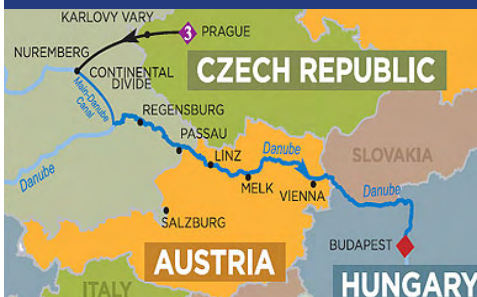 KARLOVY VARY
3
PRAGUE
NUREMBERG
CONTINENTAL
DIVIDE
CZECH REPUBLIC
Main-Danube
Canal
REGENSBURG
PASSAU
Danube
LINZ
SLOVAKIA
Danube
MELK
VIENNA
Danube
SALZBURG
BUDAPEST
AUSTRIA
ITALY
HUNGARY